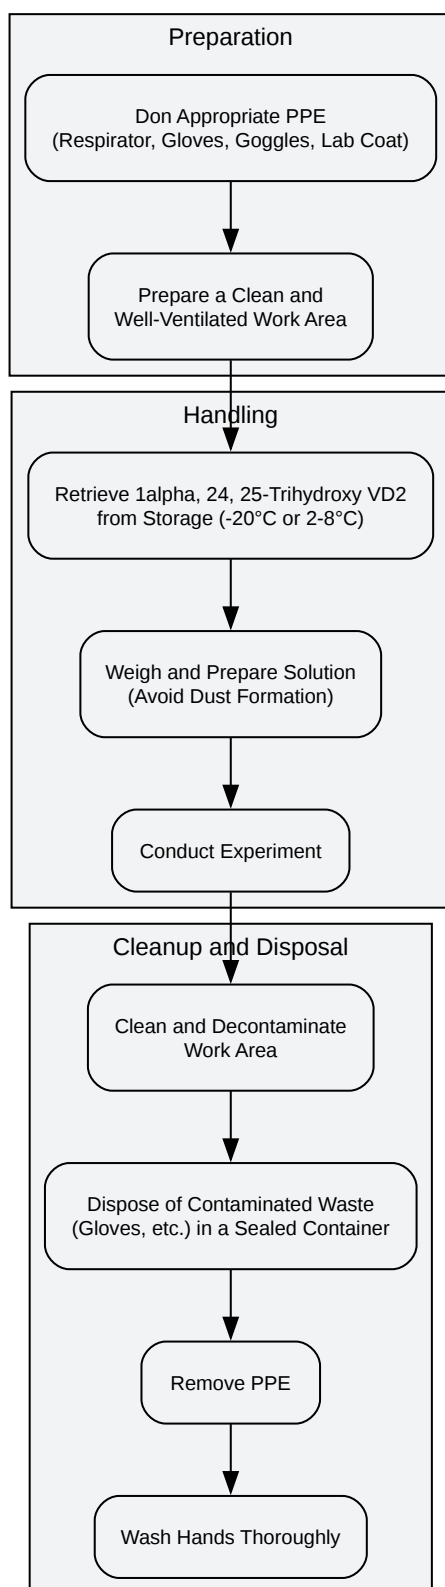 Preparation
Don Appropriate PPE
(Respirator, Gloves, Goggles, Lab Coat)
Prepare a Clean and
Well-Ventilated Work Area
Handling
Retrieve 1alpha, 24, 25-Trihydroxy VD2
from Storage (-20°C or 2-8°C)
Weigh and Prepare Solution
(Avoid Dust Formation)
Conduct Experiment
Cleanup and Disposal
Clean and Decontaminate
Work Area
Dispose of Contaminated Waste
(Gloves, etc.) in a Sealed Container
Remove PPE
Wash Hands Thoroughly